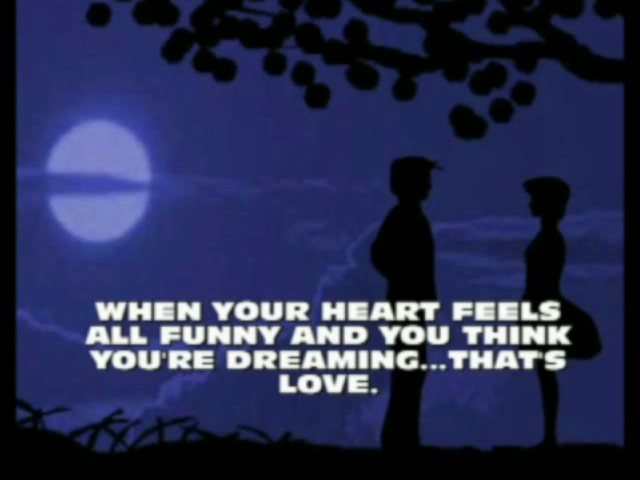 WHEN YOUR HEART FEELS
ALL FUNNY AND YOU THINK
YOU'RE DREAMING...THAT'S
LOVE.